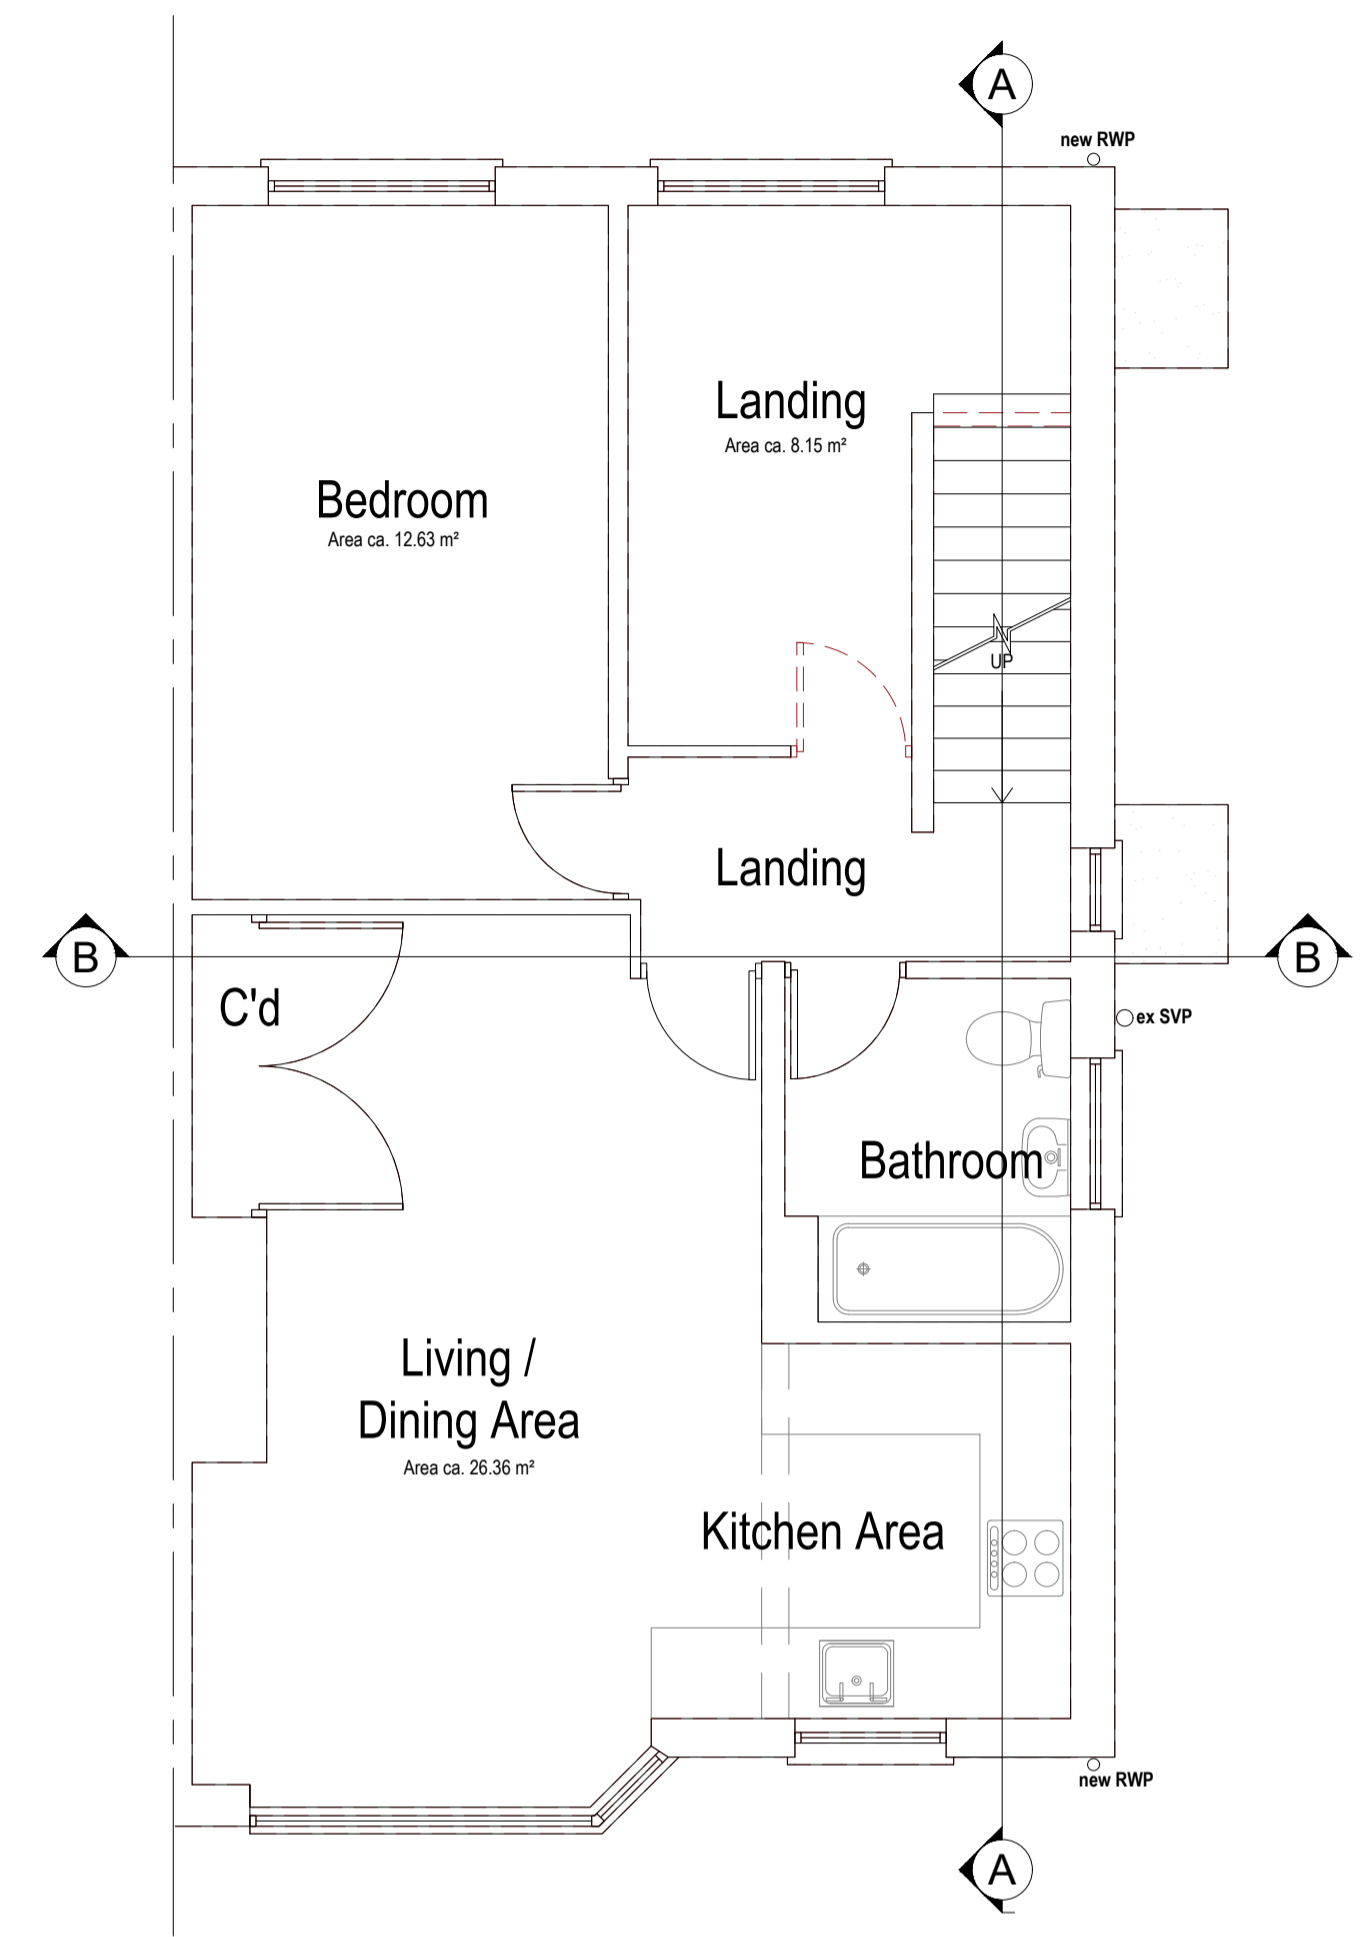 A
new RWP
Landing
Area ca. 8.15 m²
Bedroom
Area ca. 12.63 m²
UP
Landing
B
B
C'd
ex SVP
Bathroom
Living /
Dining Area
Area ca. 26.36 m²
Kitchen Area
new RWP
A